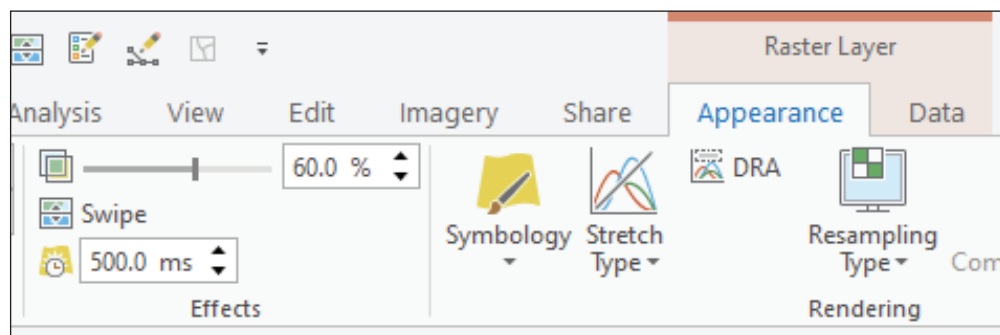 Raster Layer
Analysis View Edit Imagery Share Appearance Data
60.0 %
Swipe
500.0 ms
Effects
Symbology
Stretch
Type
DRA
Resampling
Type
Com
Rendering